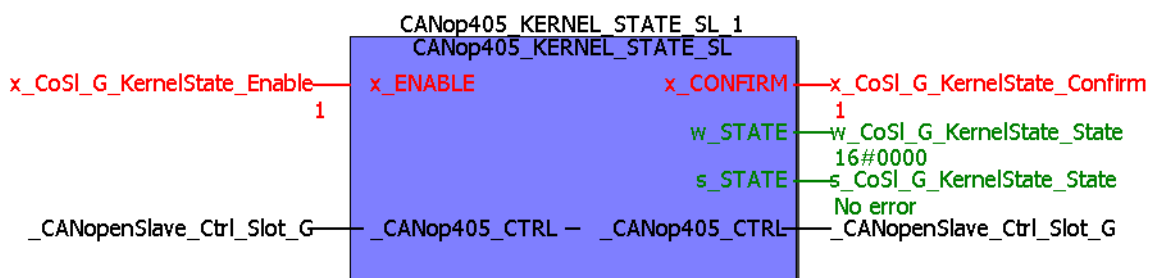 CANop405_KERNEL_STATE_SL_1
CANop405_KERNEL_STATE_SL
x_CoSl_G_KernelState_Enable x_ENABLE x_CONFIRM x_CoSl_G_KernelState_Confirm
1 1
w_STATE w_CoSl_G_KernelState_State
16#0000
s_STATE s_CoSl_G_KernelState_State
No error
_CANopenSlave_Ctrl_Slot_G _CANop405_CTRL _CANop405_CTRL _CANopenSlave_Ctrl_Slot_G